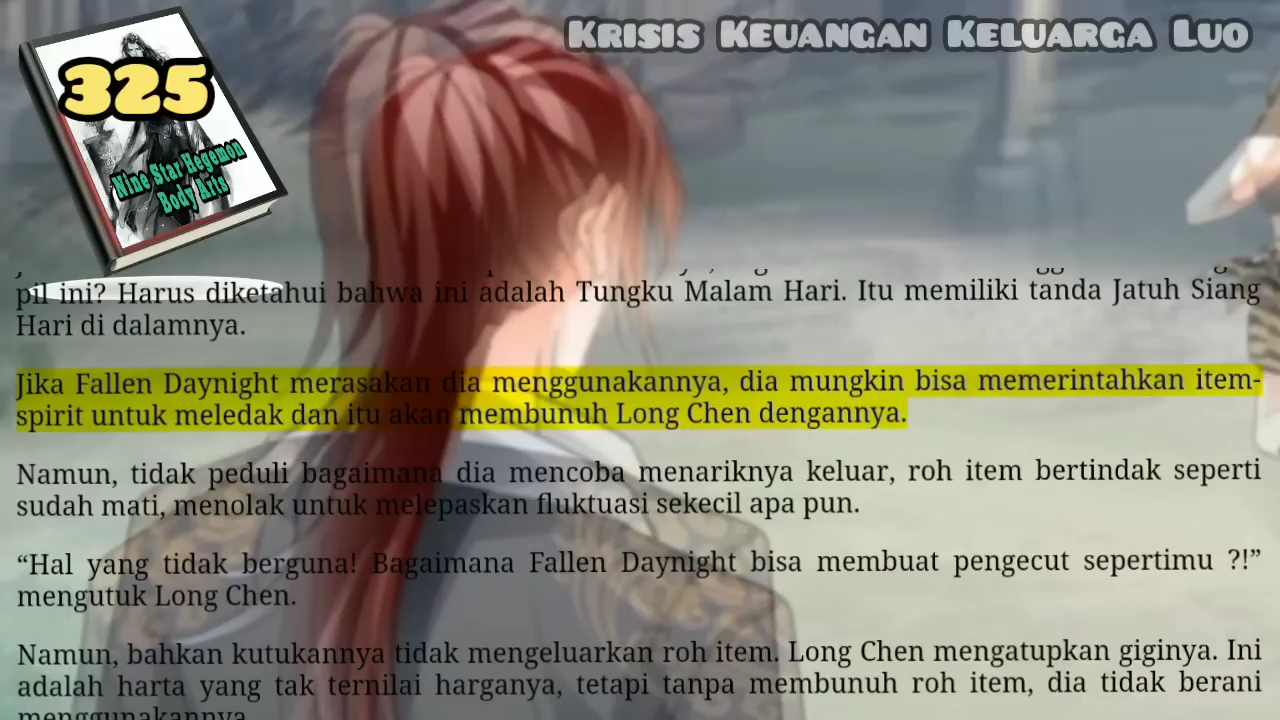 Krisis Keuangan Keluarga Luo
325
Nine Star Hegemon
Body Arts
pil ini? Harus diketahui bahwa ini adalah Tungku Malam Hari. Itu memiliki tanda Jatuh Siang
Hari di dalamnya.
Jika Fallen Daynight merasakan dia menggunakannya, dia mungkin bisa memerintahkan item-
spirit untuk meledak dan itu akan membunuh Long Chen dengannya.
Namun, tidak peduli bagaimana dia mencoba menariknya keluar, roh item bertindak seperti
sudah mati, menolak untuk melepaskan fluktuasi sekecil apa pun.
“Hal yang tidak berguna! Bagaimana Fallen Daynight bisa membuat pengecut sepertimu ?!”
mengutuk Long Chen.
Namun, bahkan kutukannya tidak mengeluarkan roh item. Long Chen mengatupkan giginya. Ini
adalah harta yang tak ternilai harganya, tetapi tanpa membunuh roh item, dia tidak berani
menggunakannya.